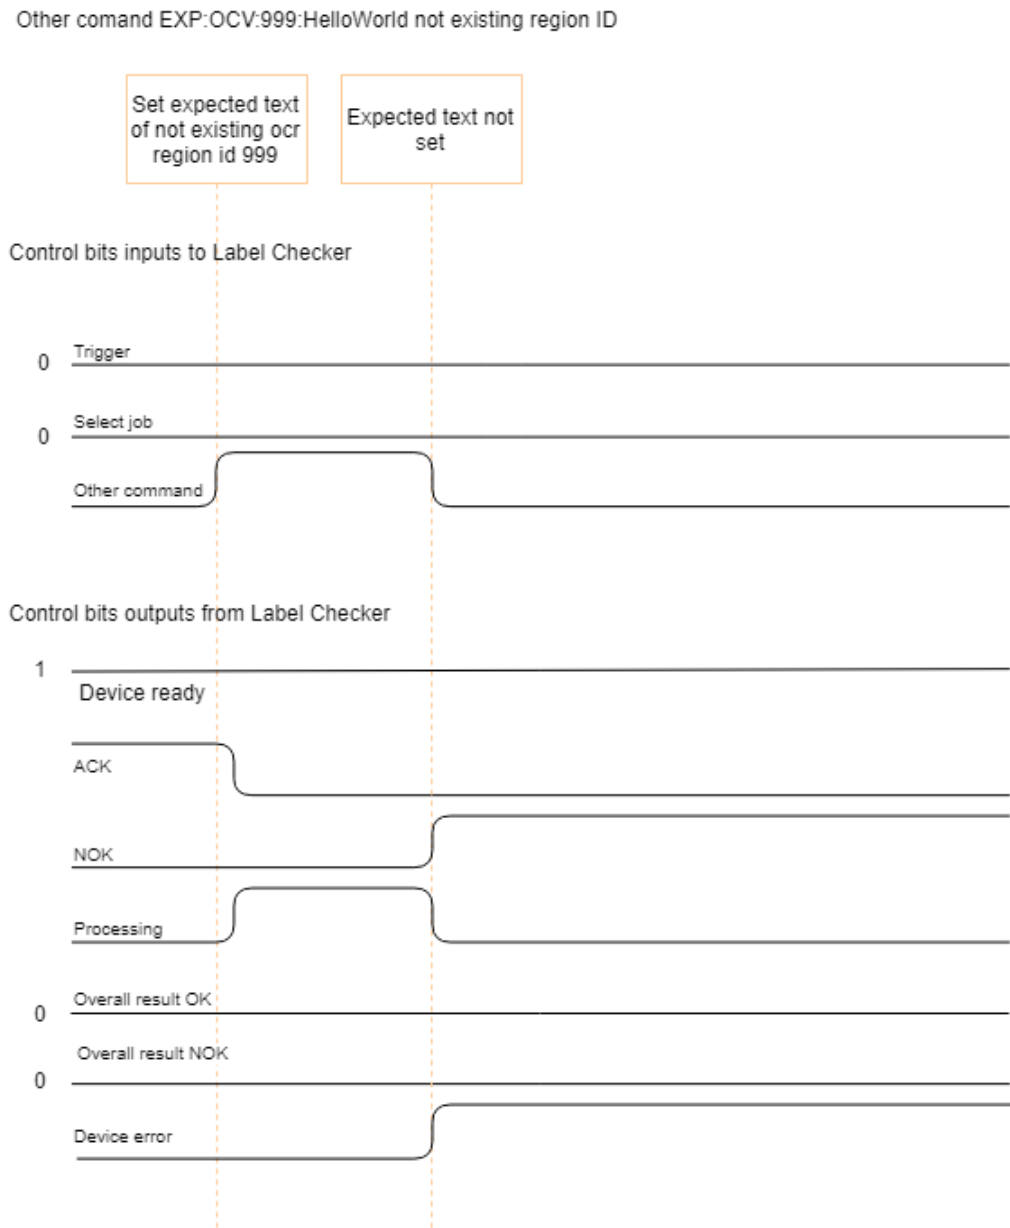 Other comand EXP:OCV:999:HelloWorld not existing region ID
Set expected text
of not existing ocr
region id 999
Expected text not
set
Control bits inputs to Label Checker
Trigger
0
Select job
0
Other command
Control bits outputs from Label Checker
1
Device ready
ACK
NOK
Processing
Overall result OK
0
Overall result NOK
0
Device error